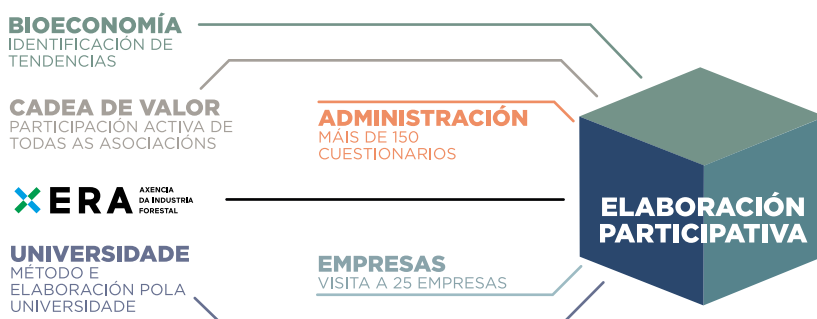 BIOECONOMÍA
IDENTIFICACIÓN DE
TENDENCIAS
CADEA DE VALOR
PARTICIPACIÓN ACTIVA DE
TODAS AS ASOCIACIÓNS
ADMINISTRACIÓN
MÁIS DE 150
CUESTIONARIOS
XERA
AXENCIA
DA INDUSTRIA
FORESTAL
UNIVERSIDADE
MÉTODO E
ELABORACIÓN POLA
UNIVERSIDADE
EMPRESAS
VISITA A 25 EMPRESAS
ELABORACIÓN
PARTICIPATIVA